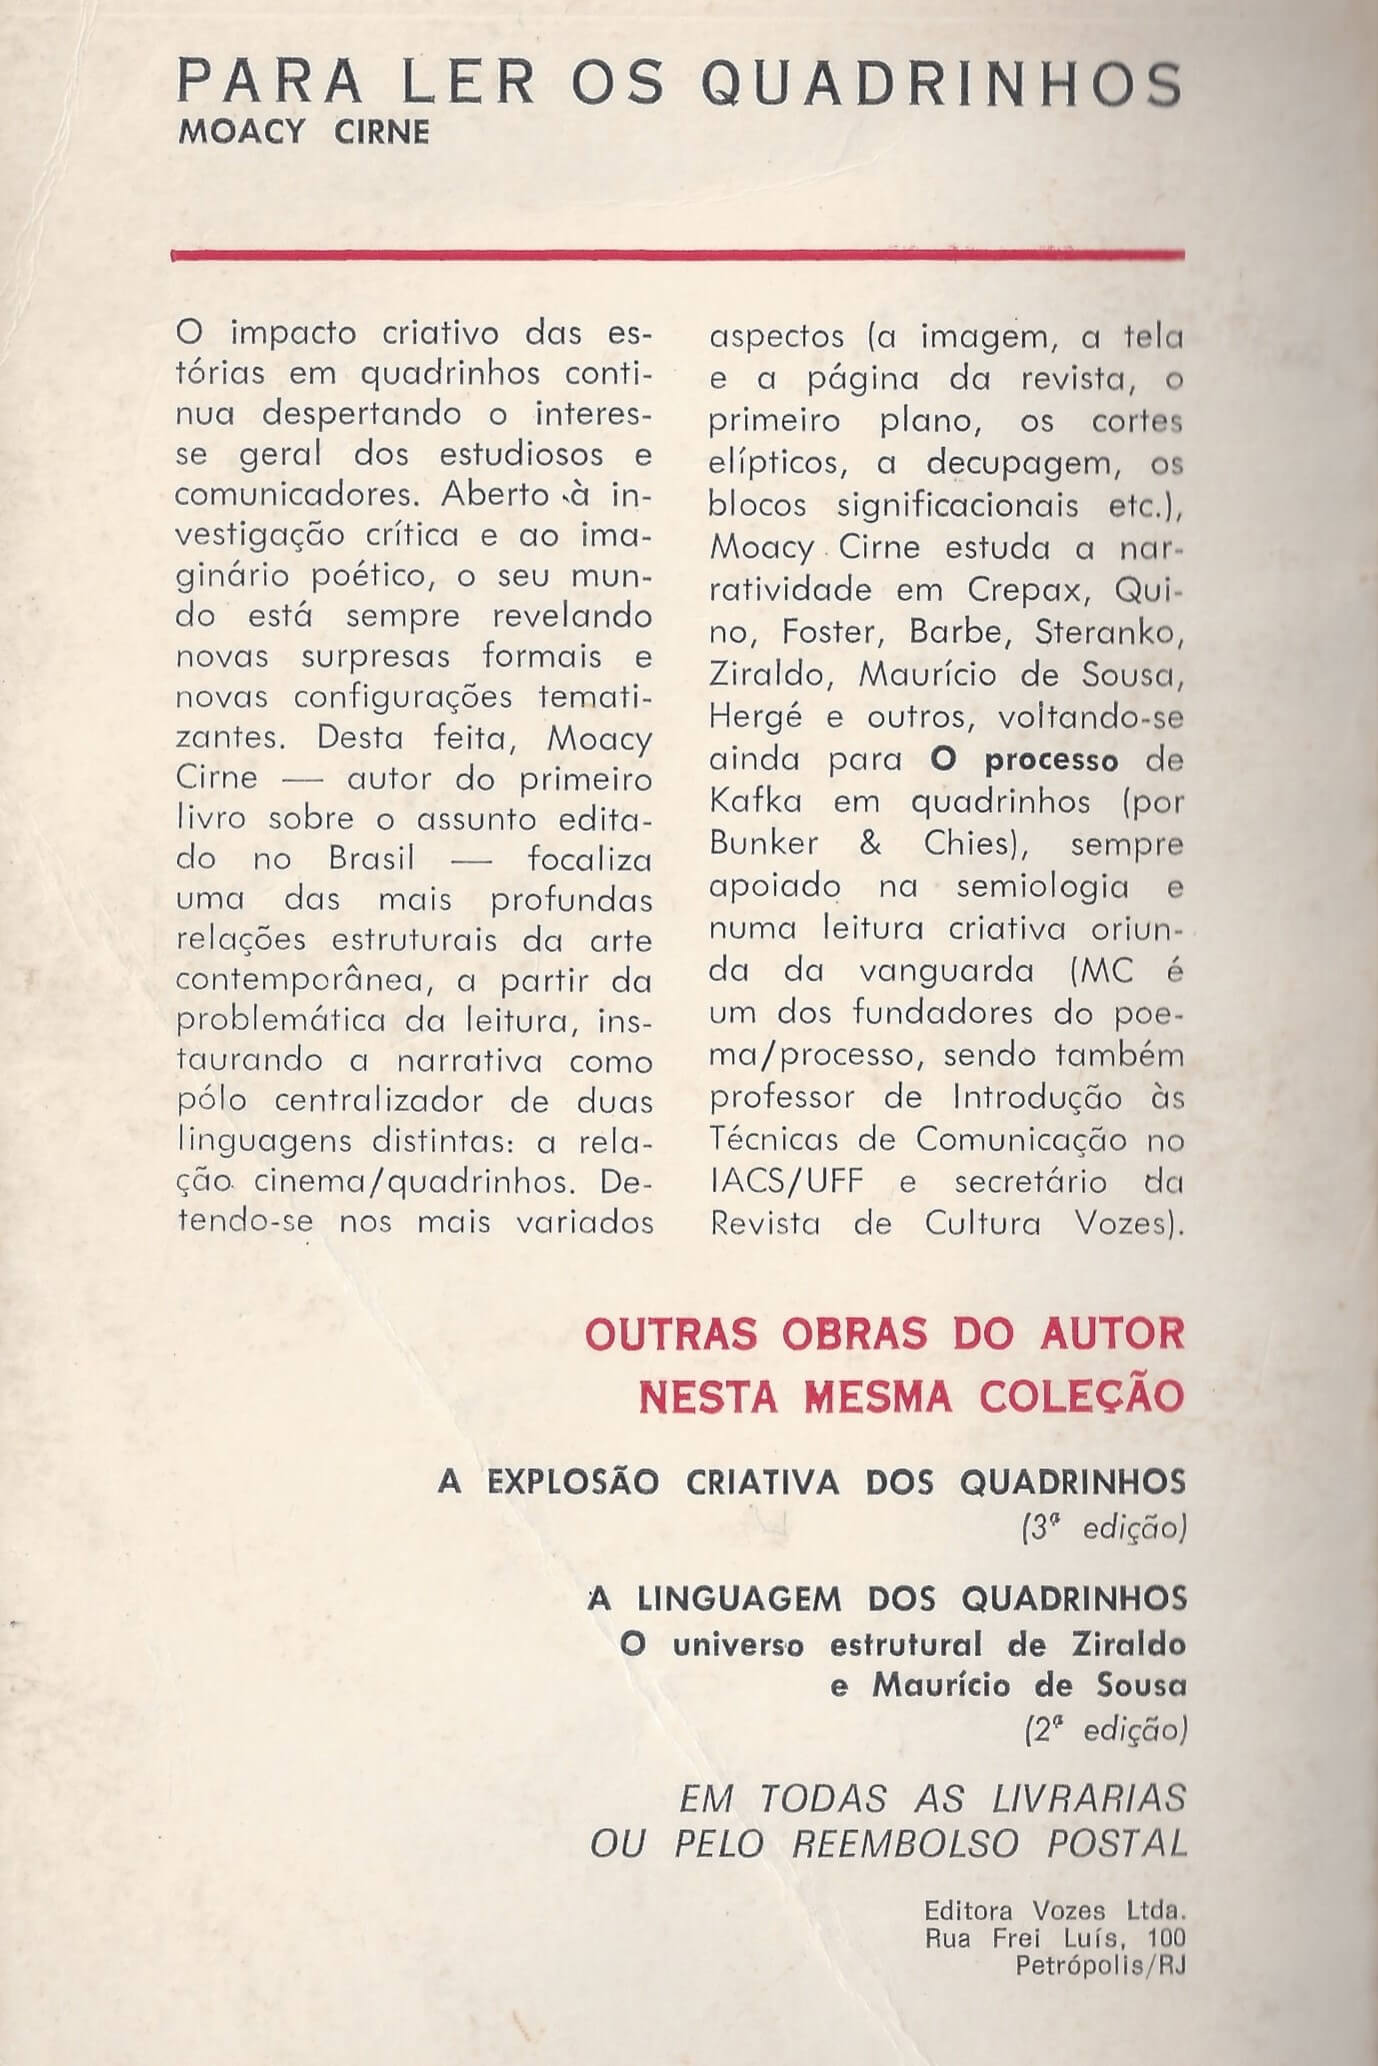 PARA LER OS QUADRINHOS
MOACY CIRNE
O impacto criativo das es-
tórias em quadrinhos conti-
nua despertando o interes-
se geral dos estudiosos e
comunicadores. Aberto à in-
vestigação crítica e ao ima-
ginário poético, o seu mun-
do está sempre revelando
novas surpresas formais e
novas configurações temati-
zantes. Desta feita, Moacy
Cirne — autor do primeiro
livro sobre o assunto edita-
do no Brasil — focaliza
uma das mais profundas
relações estruturais da arte
contemporânea, a partir da
problemática da leitura, ins-
taurando a narrativa como
pólo centralizador de duas
linguagens distintas: a rela-
ção cinema/quadrinhos. De-
tendo-se nos mais variados
aspectos (a imagem, a tela
e a página da revista, o
primeiro plano, os cortes
elípticos, a decupagem, os
blocos significacionais etc.),
Moacy Cirne estuda a nar-
ratividade em Crepax, Qui-
no, Foster, Barbe, Steranko,
Ziraldo, Maurício de Sousa,
Hergé e outros, voltando-se
ainda para O processo de
Kafka em quadrinhos (por
Bunker & Chies), sempre
apoiado na semiologia e
numa leitura criativa oriun-
da da vanguarda (MC é
um dos fundadores do poe-
ma/processo, sendo também
professor de Introdução às
Técnicas de Comunicação no
IACS/UFF e secretário da
Revista de Cultura Vozes).
OUTRAS OBRAS DO AUTOR
NESTA MESMA COLEÇÃO
A EXPLOSÃO CRIATIVA DOS QUADRINHOS
(3ª edição)
A LINGUAGEM DOS QUADRINHOS
O universo estrutural de Ziraldo
e Maurício de Sousa
(2ª edição)
EM TODAS AS LIVRARIAS
OU PELO REEMBOLSO POSTAL
Editora Vozes Ltda.
Rua Frei Luís, 100
Petrópolis/RJ